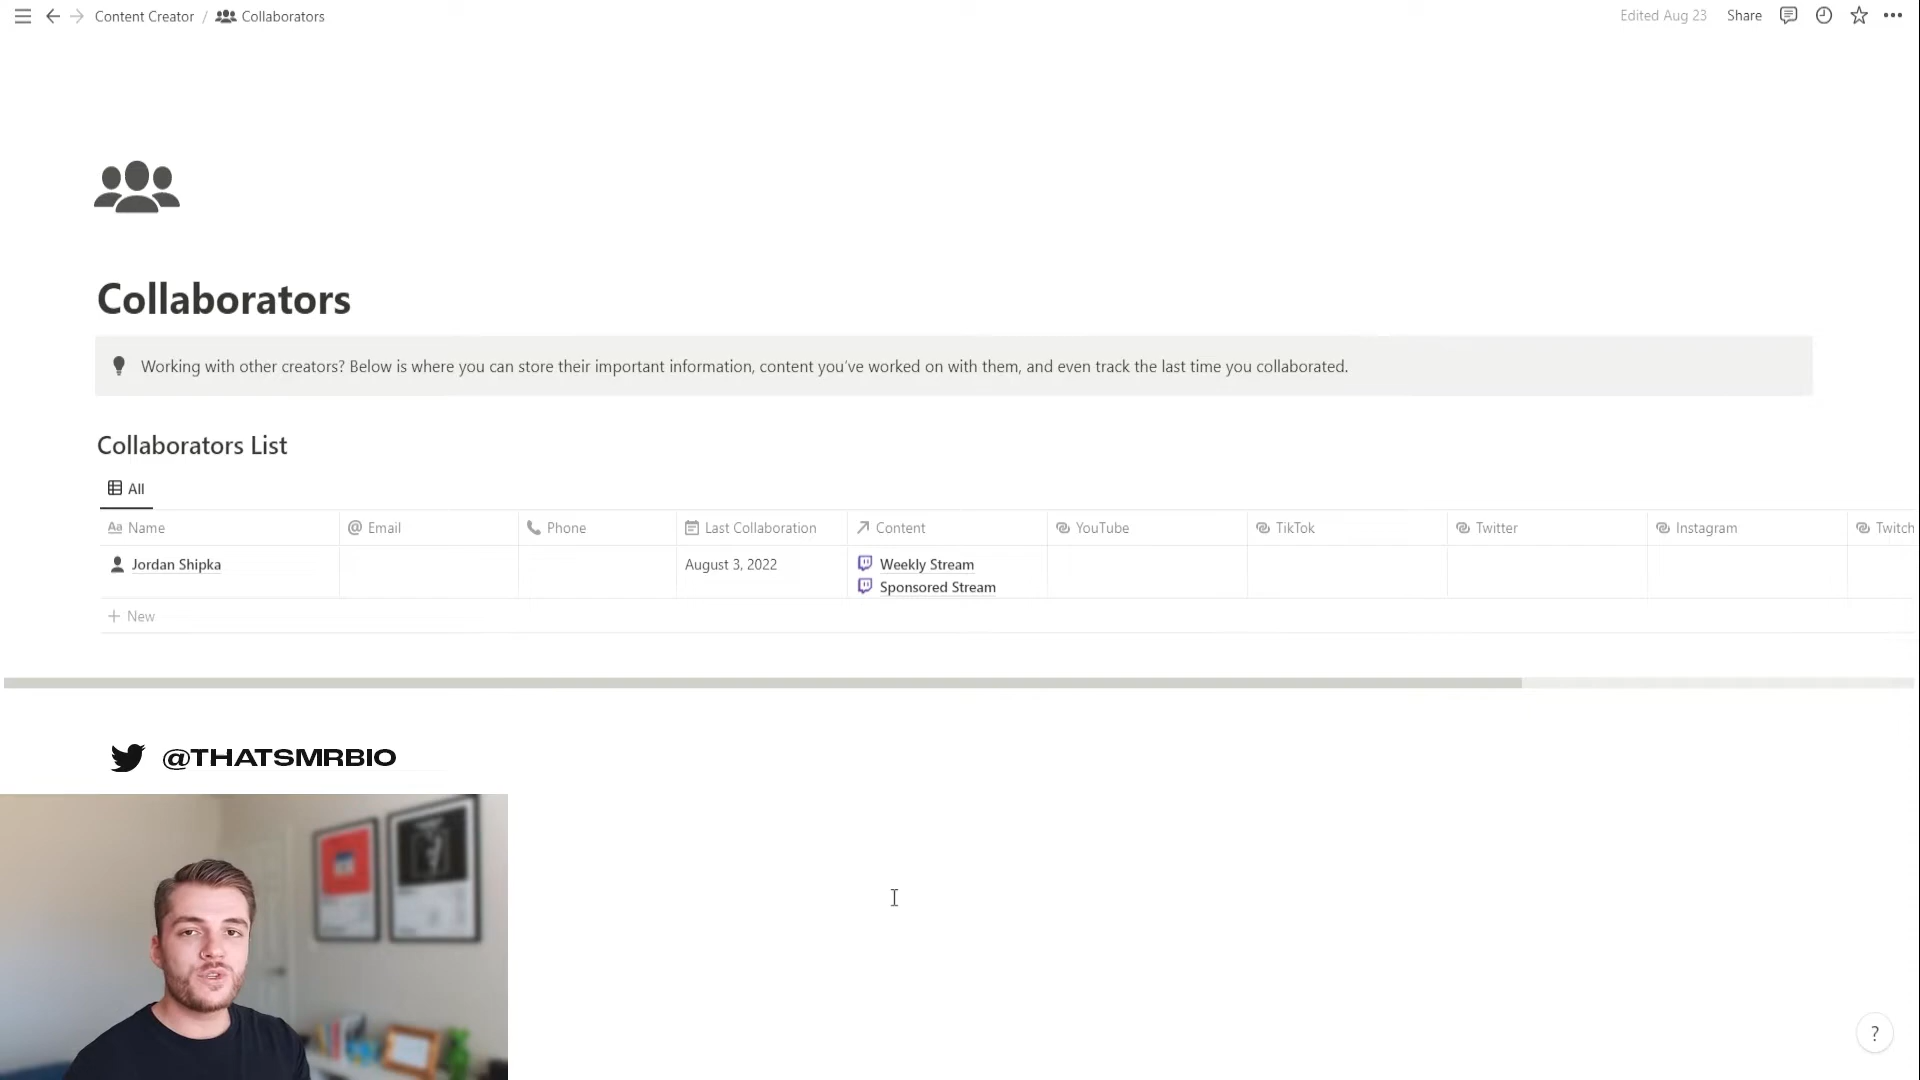 Content Creator / Collaborators
Edited Aug 23 Share
Collaborators
Working with other creators? Below is where you can store their important information, content you've worked on with them, and even track the last time you collaborated.
Collaborators List
All
Aa Name @ Email Phone Last Collaboration Content YouTube TikTok Twitter Instagram Twitch
Jordan Shipka August 3, 2022 Weekly Stream
Sponsored Stream
+ New
@THATSMRBIO
?